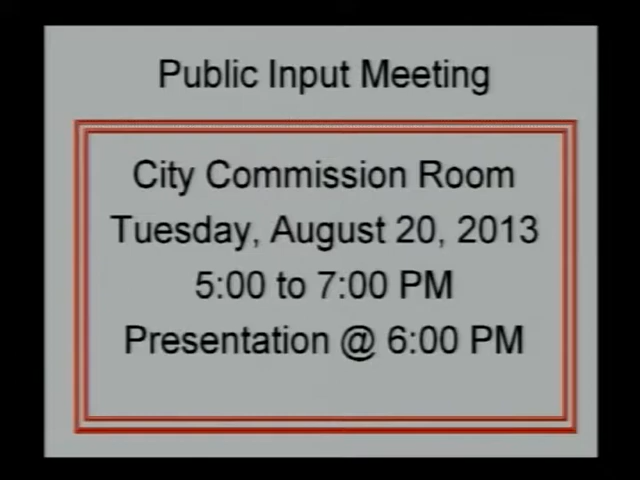 Public Input Meeting
City Commission Room
Tuesday, August 20, 2013
5:00 to 7:00 PM
Presentation @ 6:00 PM